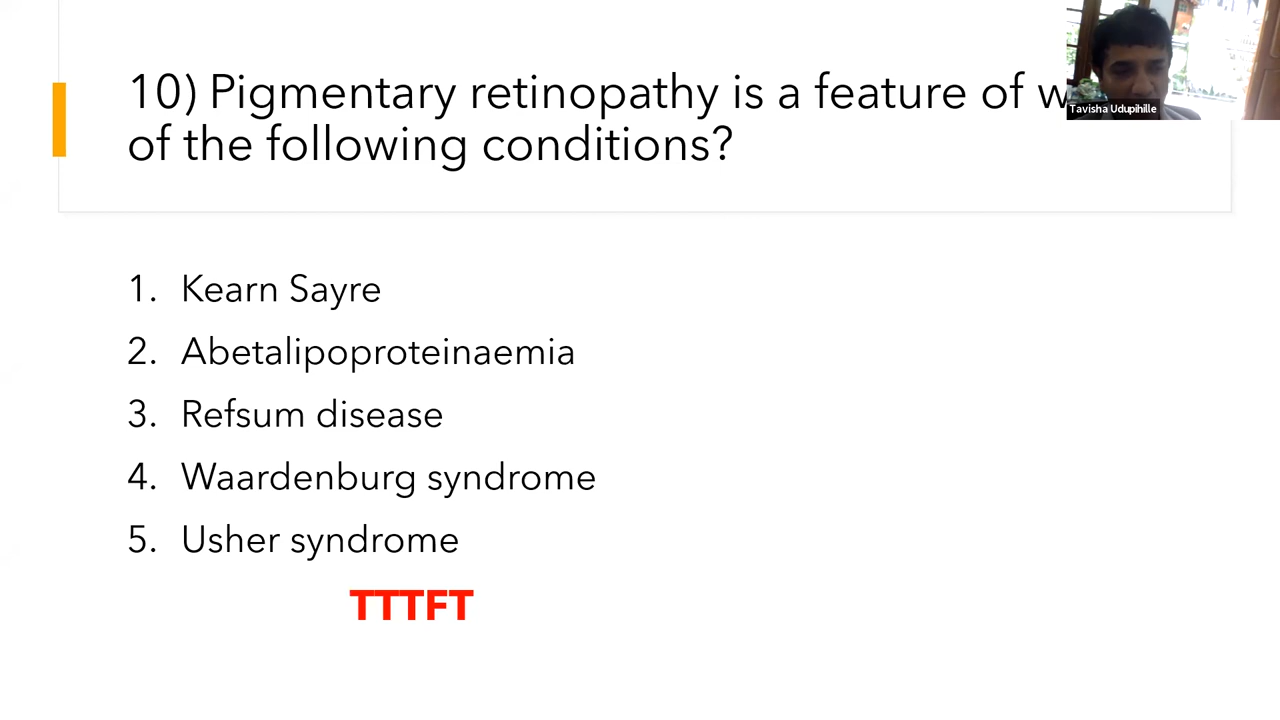 10) Pigmentary retinopathy is a feature of
of the following conditions?
Tavisha Udupihille
1. Kearn Sayre
2. Abetalipoproteinaemia
3. Refsum disease
4. Waardenburg syndrome
5. Usher syndrome
TTTFT